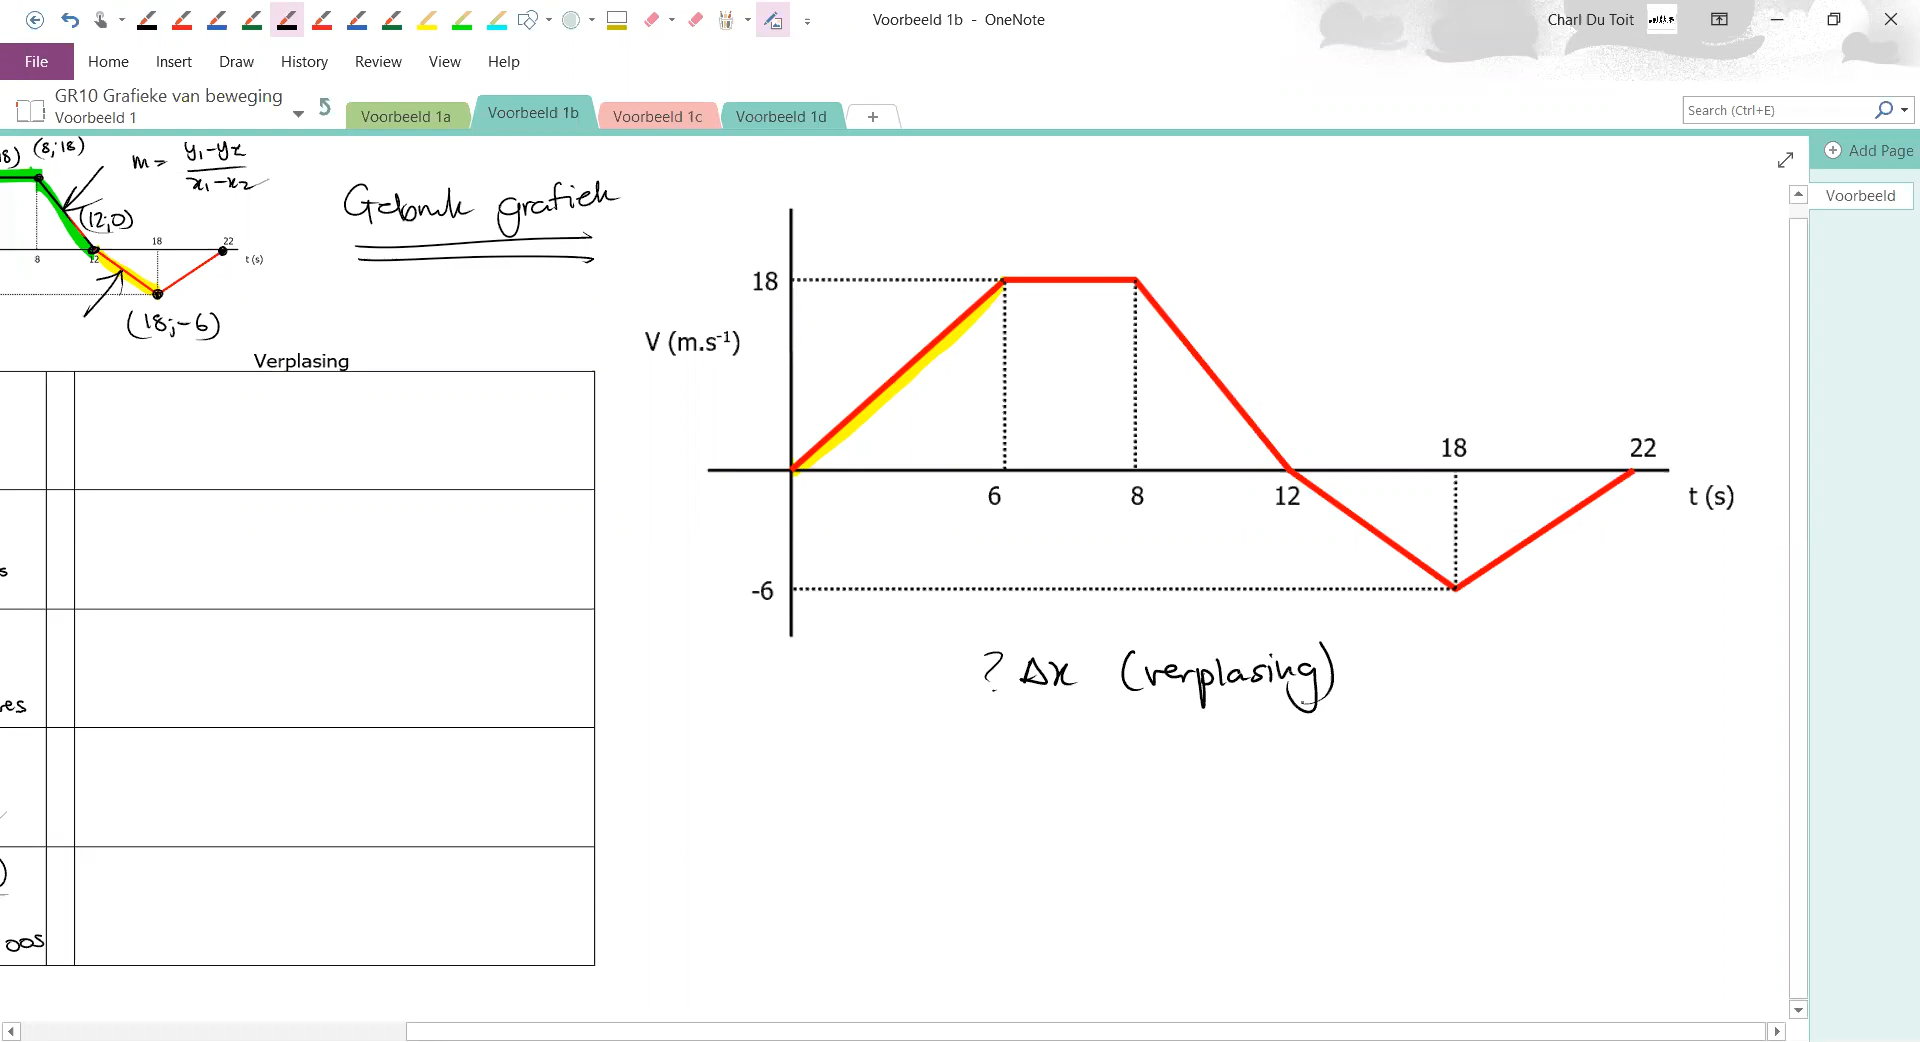 Voorbeeld 1b - OneNote
Charl Du Toit
File Home Insert Draw History Review View Help
GR10 Grafieke van beweging
Voorbeeld 1
Voorbeeld 1a Voorbeeld 1b Voorbeeld 1c Voorbeeld 1d +
Search (Ctrl+E)
Add Page
Voorbeeld
18) (8;18)
m = y₁-y₂
x₁-x₂
(12;0)
8 12 18 22 t (s)
(18;-6)
grafiek
Verplasing
s
res
)
oos
18
V (m.s⁻¹)
18 22
6 8 12 t (s)
-6
? Δx (verplasing)